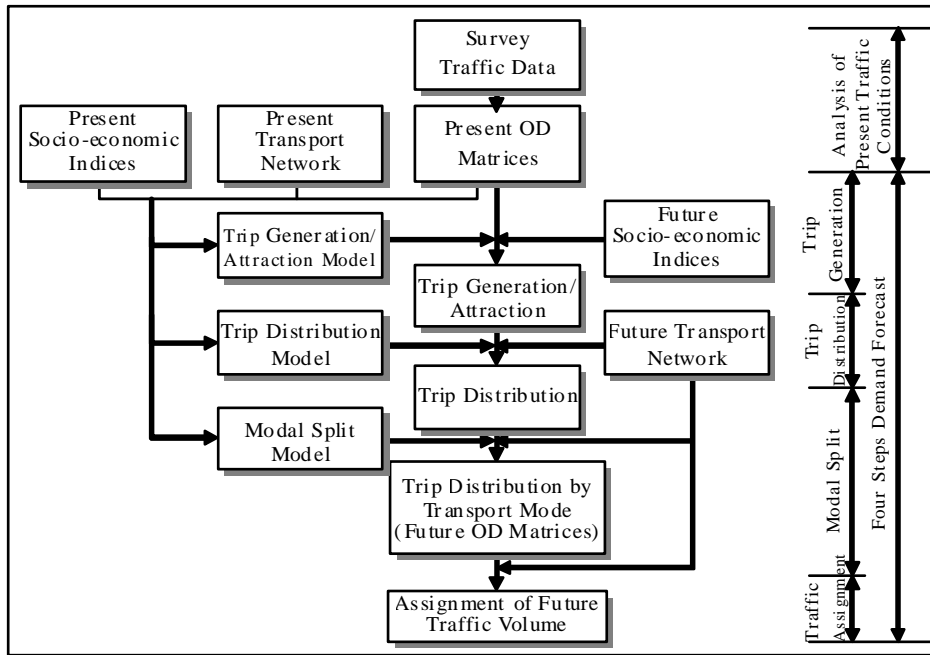 Survey
Traffic Data
Present
Socio-economic
Indices
Present
Transport
Network
Present OD
Matrices
Trip Generation/
Attraction Model
Future
Socio-economic
Indices
Trip Generation/
Attraction
Trip Distribution
Model
Future Transport
Network
Trip Distribution
Modal Split
Model
Trip Distribution by
Transport Mode
(Future OD Matrices)
Assignment of Future
Traffic Volume
Analysis of
Present Traffic
Conditions
Trip
Generation
Trip
Distribution
Modal Split
Traffic
Assignment
Four Steps Demand Forecast